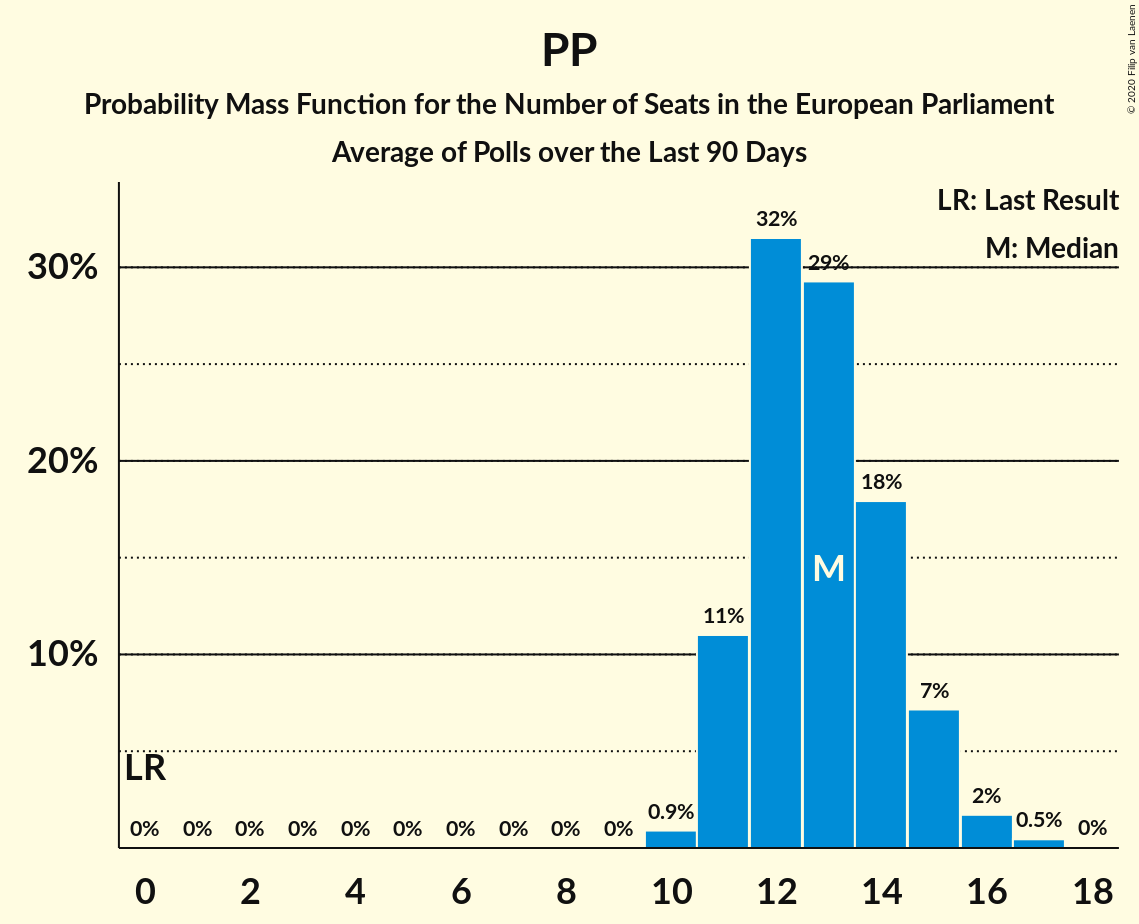 PP
Probability Mass Function for the Number of Seats in the European Parliament
Average of Polls over the Last 90 Days
© 2020 Filip van Laenen
LR: Last Result
M: Median
30%
20%
10%
32%
29%
18%
M
11%
7%
LR
2%
0.9%
0.5%
0% 0% 0% 0% 0% 0% 0% 0% 0% 0% 0%
0 2 4 6 8 10 12 14 16 18